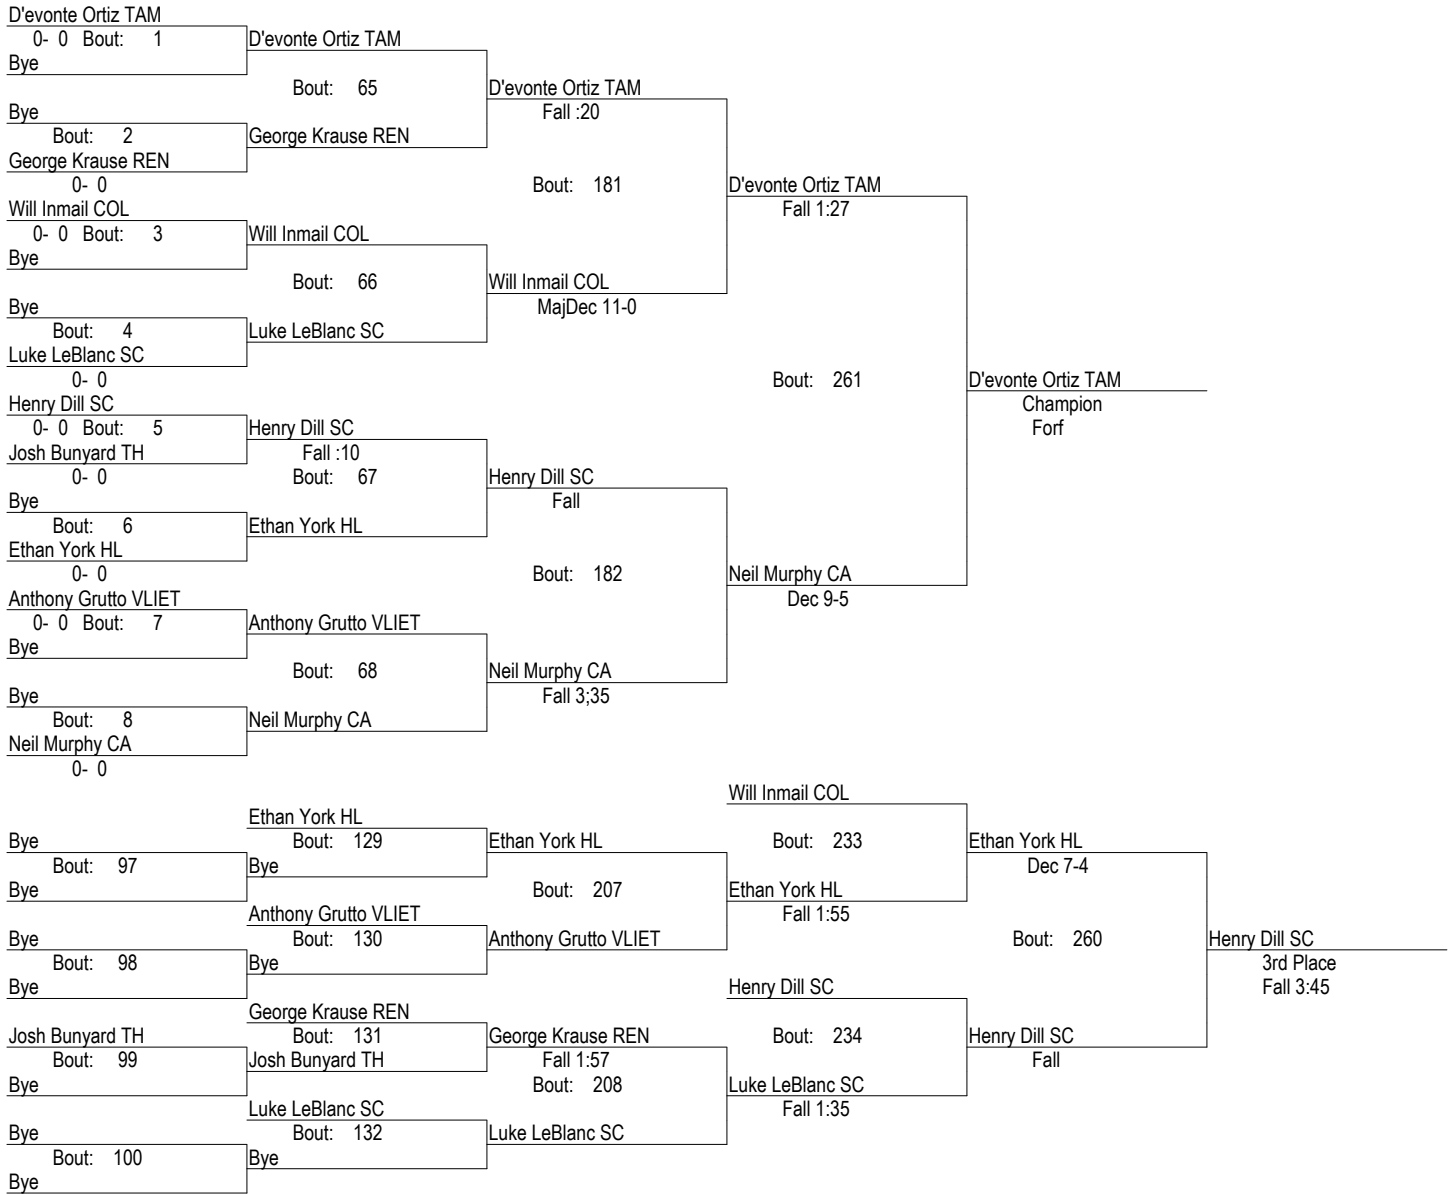 D'evonte Ortiz TAM
0- 0 Bout: 1
D'evonte Ortiz TAM
Bye
Bout: 65
D'evonte Ortiz TAM
Bye
Fall :20
Bout: 2
George Krause REN
George Krause REN
0- 0
Bout: 181
D'evonte Ortiz TAM
Will Inmail COL
Fall 1:27
0- 0 Bout: 3
Will Inmail COL
Bye
Bout: 66
Will Inmail COL
Bye
MajDec 11-0
Bout: 4
Luke LeBlanc SC
Luke LeBlanc SC
0- 0
Bout: 261
D'evonte Ortiz TAM
Henry Dill SC
Champion
0- 0 Bout: 5
Henry Dill SC
Forf
Josh Bunyard TH
Fall :10
0- 0
Bout: 67
Henry Dill SC
Bye
Fall
Bout: 6
Ethan York HL
Ethan York HL
0- 0
Bout: 182
Neil Murphy CA
Anthony Grutto VLIET
Dec 9-5
0- 0 Bout: 7
Anthony Grutto VLIET
Bye
Bout: 68
Neil Murphy CA
Bye
Fall 3;35
Bout: 8
Neil Murphy CA
Neil Murphy CA
0- 0
Will Inmail COL
Ethan York HL
Bye
Bout: 129
Ethan York HL
Bout: 233
Ethan York HL
Bout: 97
Bye
Dec 7-4
Bye
Bout: 207
Ethan York HL
Anthony Grutto VLIET
Fall 1:55
Bye
Bout: 130
Anthony Grutto VLIET
Bout: 260
Henry Dill SC
Bout: 98
Bye
3rd Place
Bye
Henry Dill SC
Fall 3:45
George Krause REN
Josh Bunyard TH
Bout: 131
George Krause REN
Bout: 234
Henry Dill SC
Bout: 99
Josh Bunyard TH
Fall 1:57
Fall
Bye
Bout: 208
Luke LeBlanc SC
Luke LeBlanc SC
Fall 1:35
Bye
Bout: 132
Luke LeBlanc SC
Bout: 100
Bye
Bye